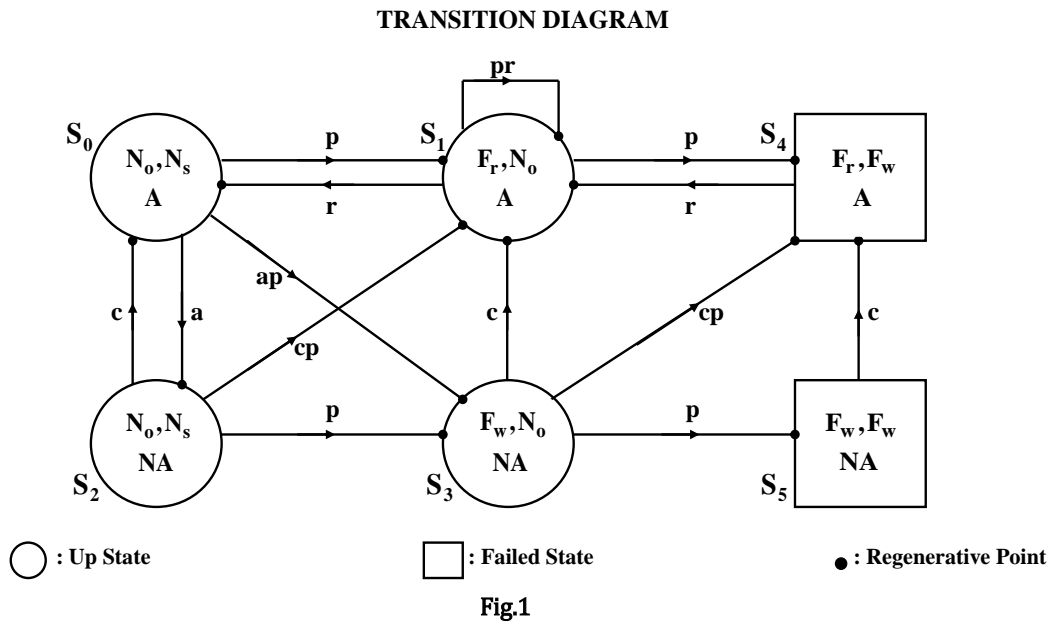 TRANSITION DIAGRAM
pr
S0
p
S1
p
S4
No,Ns
A
Fr,No
A
Fr,Fw
A
r
r
ap
c
a
c
cp
c
cp
p
p
No,Ns
NA
Fw,No
NA
Fw,Fw
NA
S2
S3
S5
: Up State
: Failed State
: Regenerative Point
Fig.1